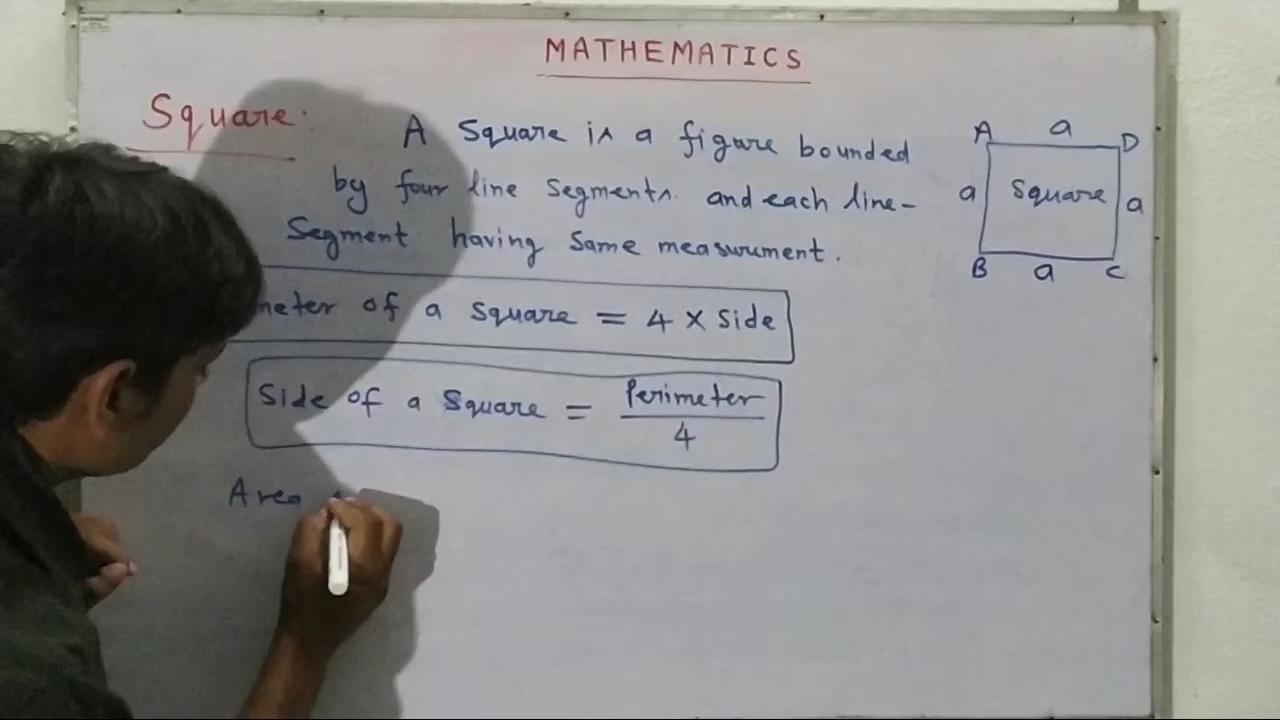 MATHEMATICS
Square:
A Square is a figure bounded
by four line segments. and each line-
Segment having same measurument.
A a D
a Square a
B a C
meter of a square = 4 × Side
Side of a Square = Perimeter
4
Area